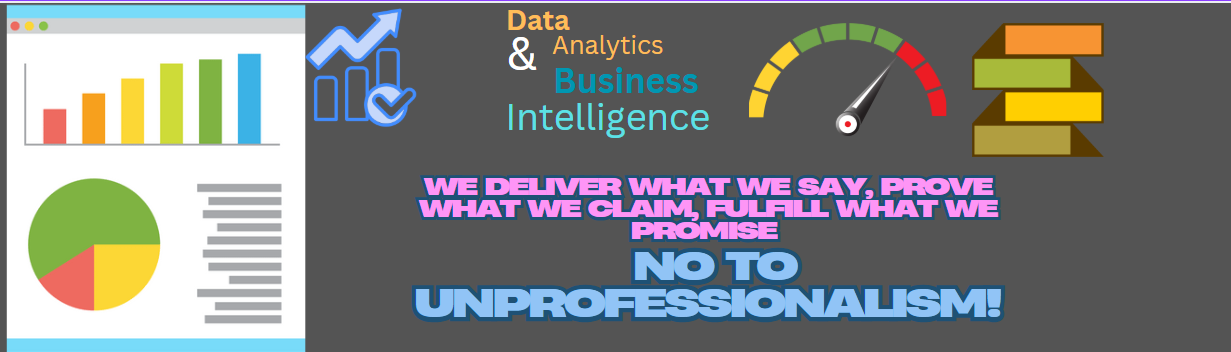 Data
& Analytics
Business
Intelligence
WE DELIVER WHAT WE SAY, PROVE
WHAT WE CLAIM, FULFILL WHAT WE
PROMISE
NO TO
UNPROFESSIONALISM!